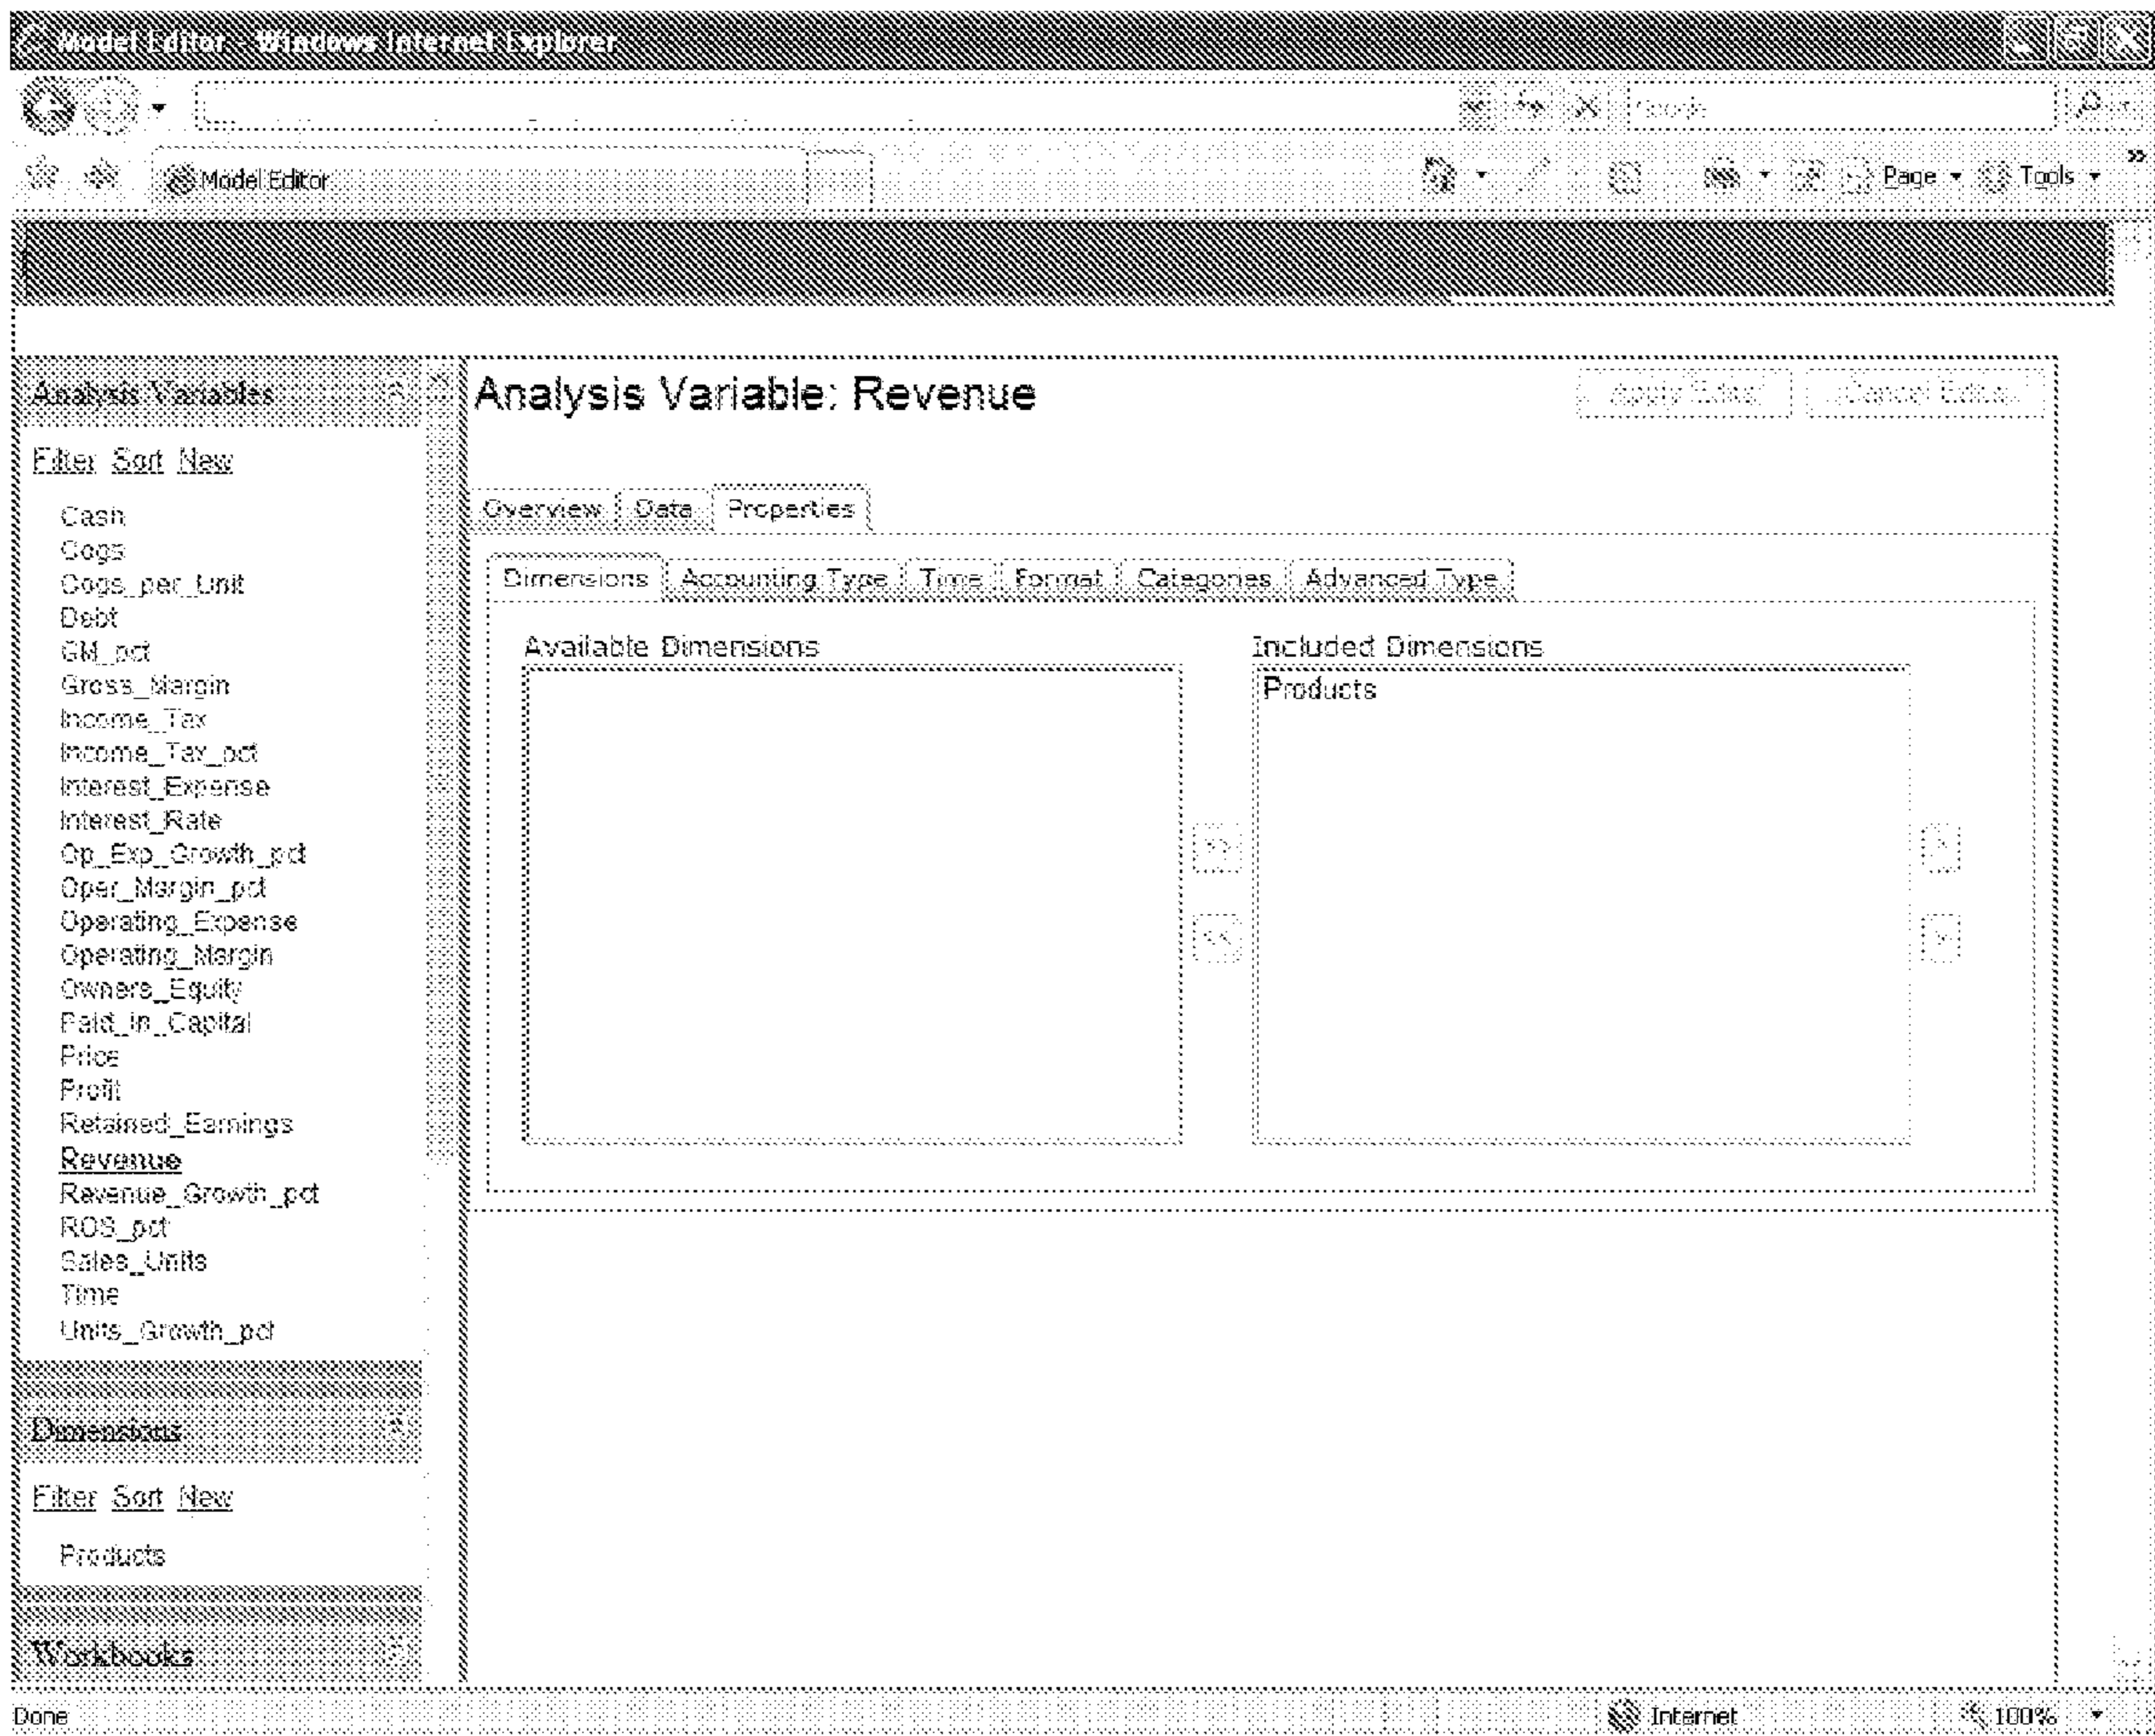 Model Editor - Windows Internet Explorer
Google
Model Editor
Page Tools »
Analysis Variables
Filter Sort New
Cash
Cogs
Cogs_per_Unit
Debt
GM_pct
Gross_Margin
Income_Tax
Income_Tax_pct
Interest_Expense
Interest_Rate
Op_Exp_Growth_pct
Oper_Margin_pct
Operating_Expense
Operating_Margin
Owners_Equity
Paid_in_Capital
Price
Profit
Retained_Earnings
Revenue
Revenue_Growth_pct
ROS_pct
Sales_Units
Time
Units_Growth_pct
Dimensions
Filter Sort New
Products
Workbooks
Analysis Variable: Revenue
Apply Edits Cancel Edits
Overview Data Properties
Dimensions Accounting Type Time Format Categories Advanced Type
Available Dimensions
>>
<<
Included Dimensions
Products
Done
Internet
100%